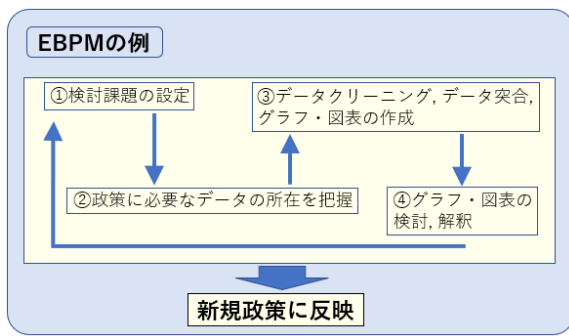 EBPMの例
①検討課題の設定
③データクリーニング, データ突合,
グラフ・図表の作成
②政策に必要なデータの所在を把握
④グラフ・図表の
検討, 解釈
新規政策に反映